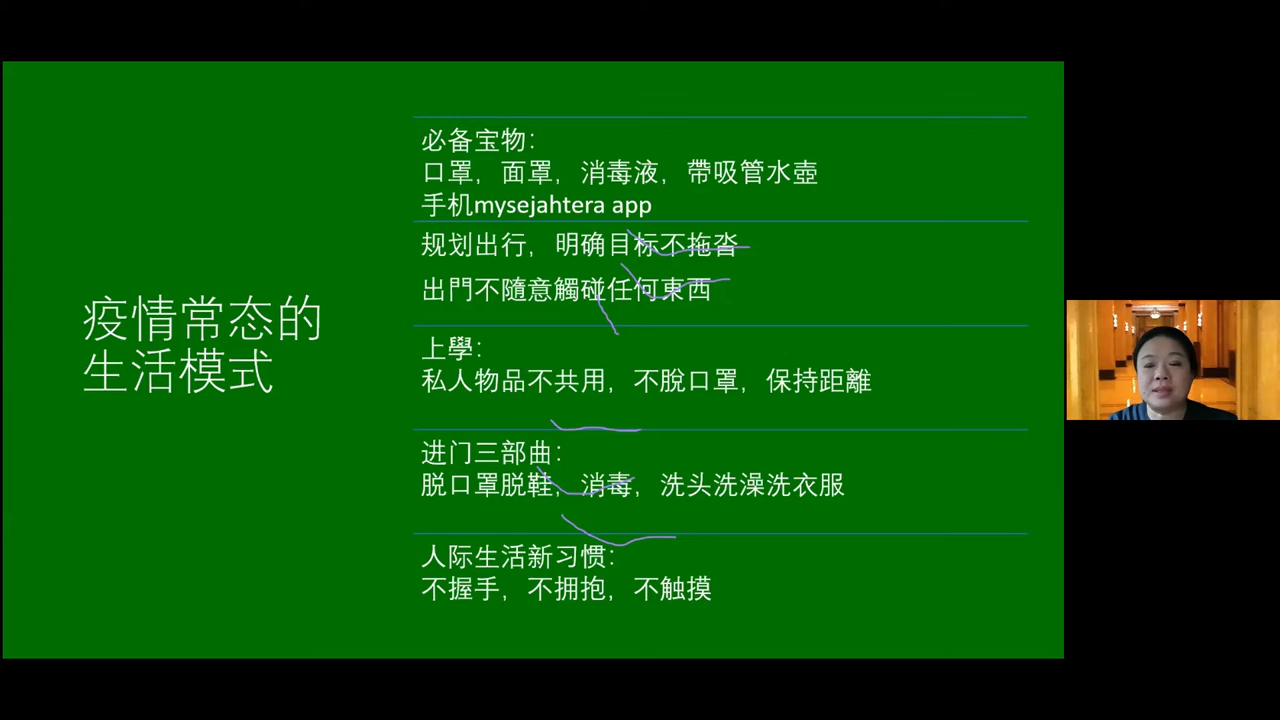 疫情常态的
生活模式
必备宝物：
口罩，面罩，消毒液，帶吸管水壺
手机mysejahtera app
规划出行，明确目标不拖沓
出門不隨意觸碰任何東西
上學：
私人物品不共用，不脫口罩，保持距離
进门三部曲：
脱口罩脱鞋，消毒，洗头洗澡洗衣服
人际生活新习惯：
不握手，不拥抱，不触摸